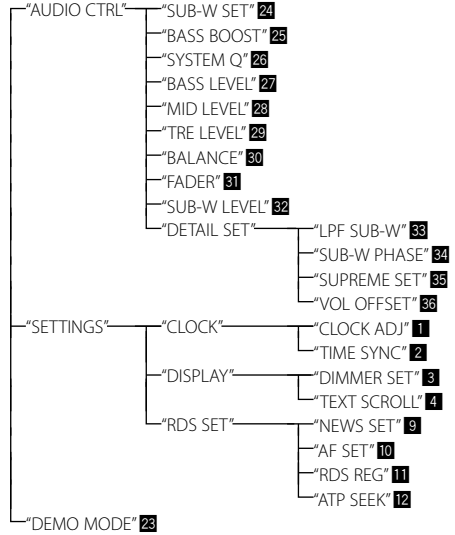 “AUDIO CTRL” “SUB-W SET” 24
“BASS BOOST” 25
“SYSTEM Q” 26
“BASS LEVEL” 27
“MID LEVEL” 28
“TRE LEVEL” 29
“BALANCE” 30
“FADER” 31
“SUB-W LEVEL” 32
“DETAIL SET” “LPF SUB-W” 33
“SUB-W PHASE” 34
“SUPREME SET” 35
“VOL OFFSET” 36
“SETTINGS” “CLOCK” “CLOCK ADJ” 1
“TIME SYNC” 2
“DISPLAY” “DIMMER SET” 3
“TEXT SCROLL” 4
“RDS SET” “NEWS SET” 9
“AF SET” 10
“RDS REG” 11
“ATP SEEK” 12
“DEMO MODE” 23